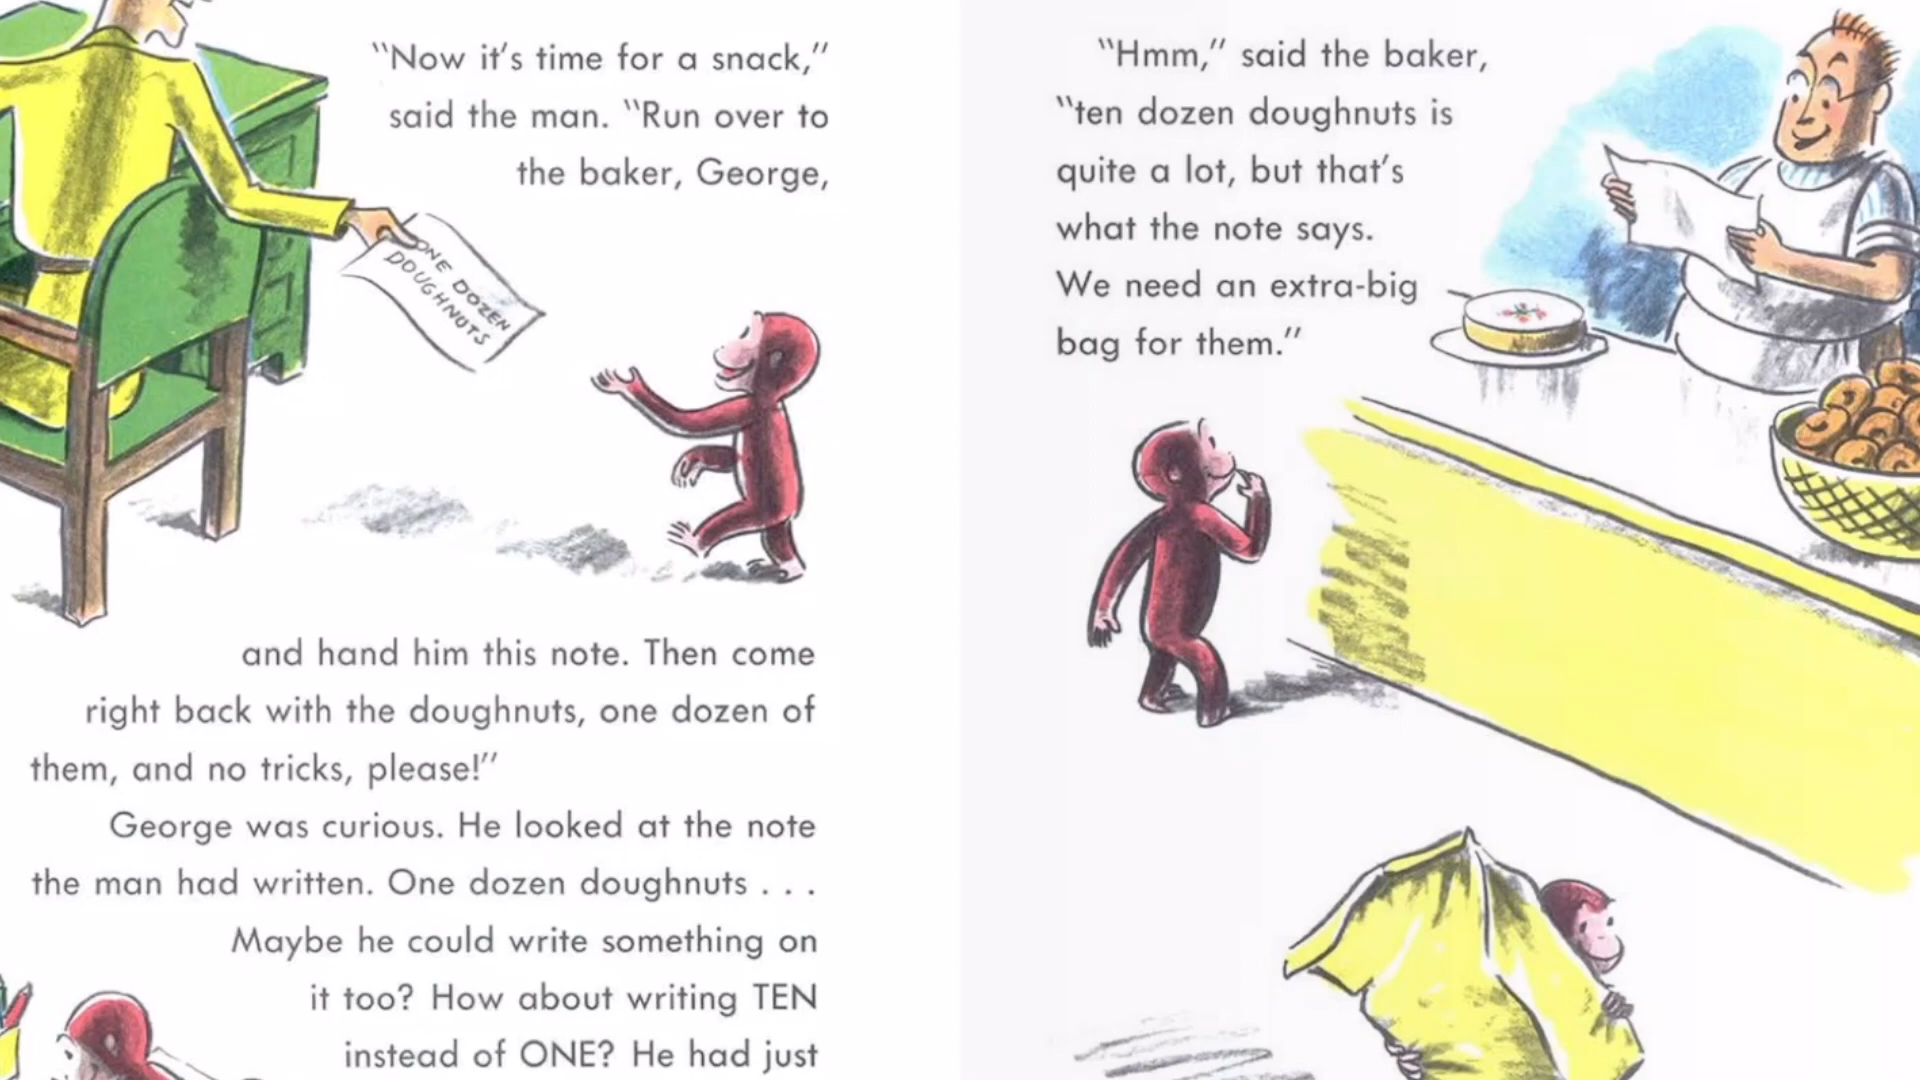 “Now it’s time for a snack,”
said the man. “Run over to
the baker, George,
ONE DOZEN
DOUGHNUTS
and hand him this note. Then come
right back with the doughnuts, one dozen of
them, and no tricks, please!”
George was curious. He looked at the note
the man had written. One dozen doughnuts . . .
Maybe he could write something on
it too? How about writing TEN
instead of ONE? He had just
“Hmm,” said the baker,
“ten dozen doughnuts is
quite a lot, but that’s
what the note says.
We need an extra-big
bag for them.”